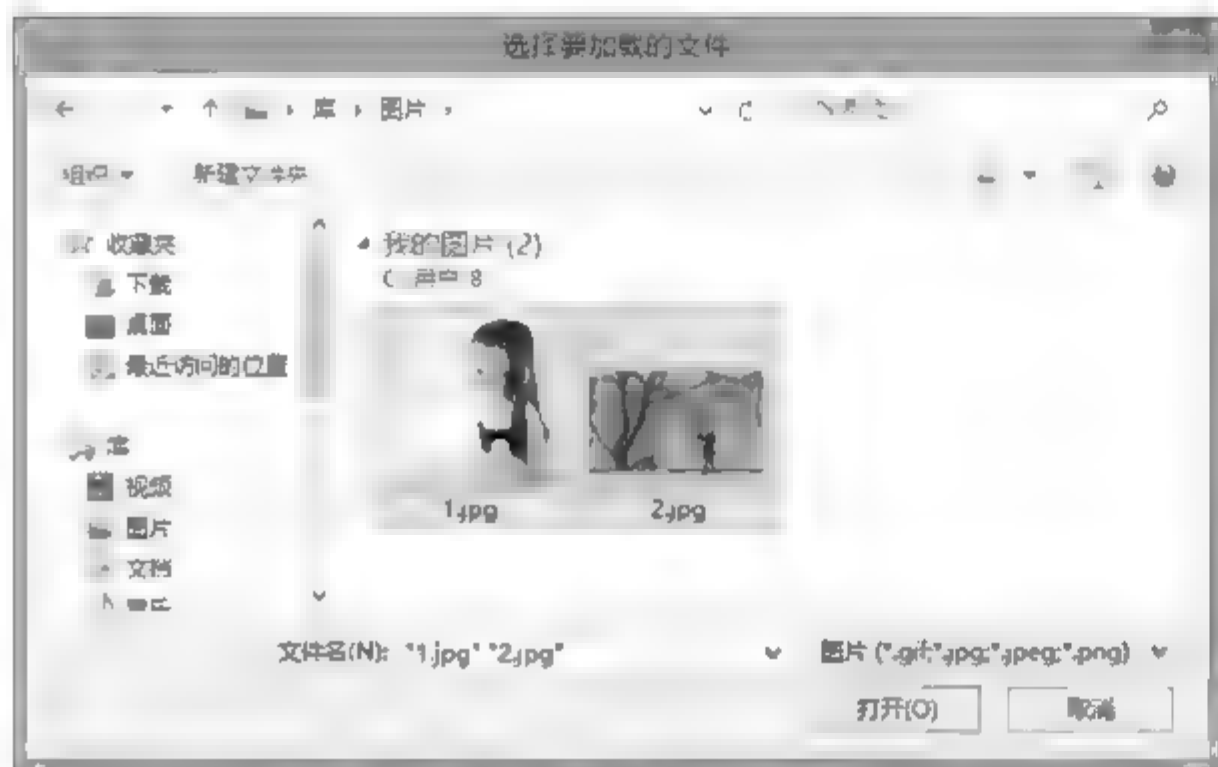 选择要加载的文件
库 图片
组织 新建文件夹
收藏夹
下载
桌面
最近访问的位置
库
视频
图片
文档
我的图片 (2)
1.jpg 2.jpg
文件名(N): "1.jpg" "2.jpg" 图片 (*.gif;*.jpg;*.jpeg;*.png)
打开(O) 取消